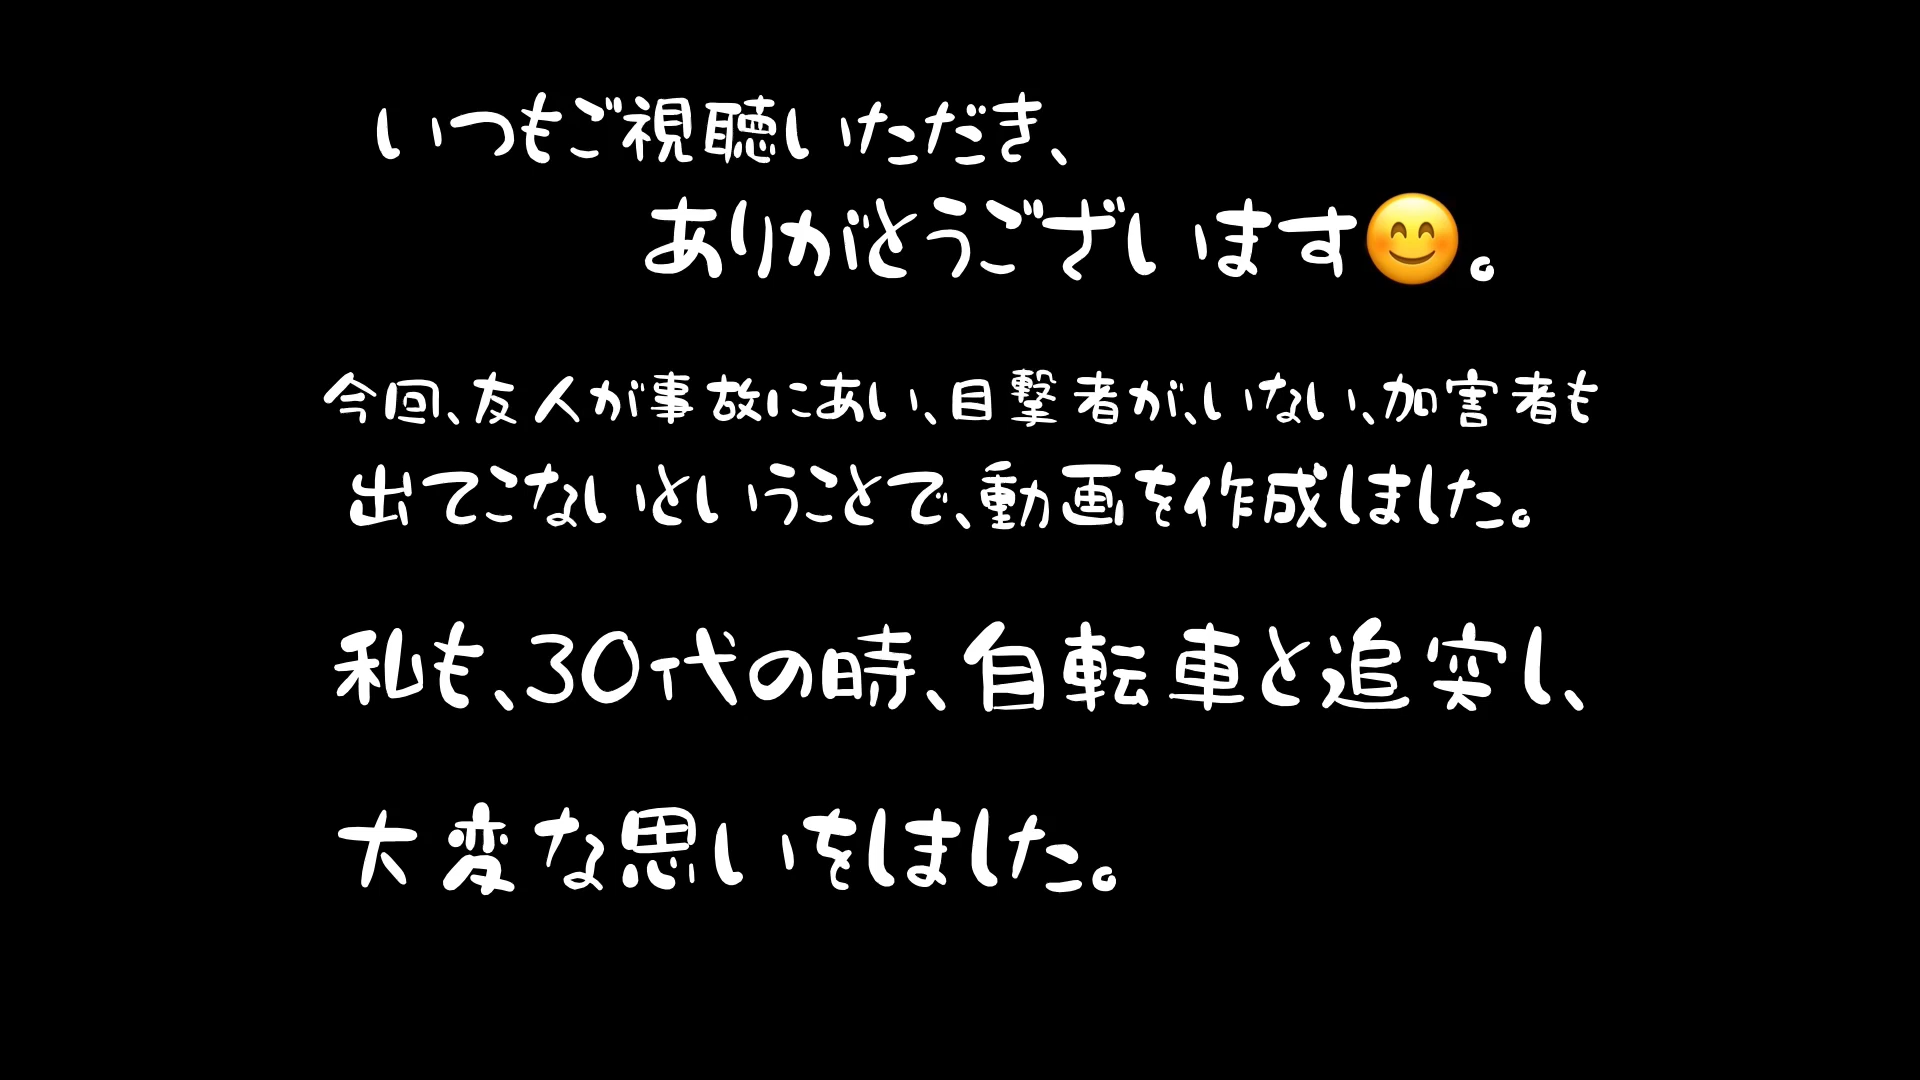 いつもご視聴いただき、
ありがとうございます😊。
今回、友人が事故にあい、目撃者が、いない、加害者も
出てこないということで、動画を作成しました。
私も、30代の時、自転車と追突し、
大変な思いをしました。